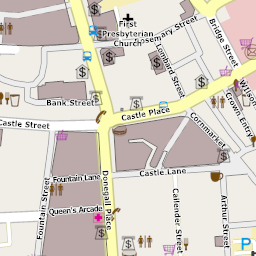 First
Presbyterian
Church
Rosemary Street
Bridge Street
Lombard Street
Bank Street
Castle Place
Castle Street
Cornmarket
Crown Entry
Wilson
Fountain Lane
Castle Lane
Donegall Place
Queen's Arcade
Fountain Street
Callender Street
Arthur Street
P